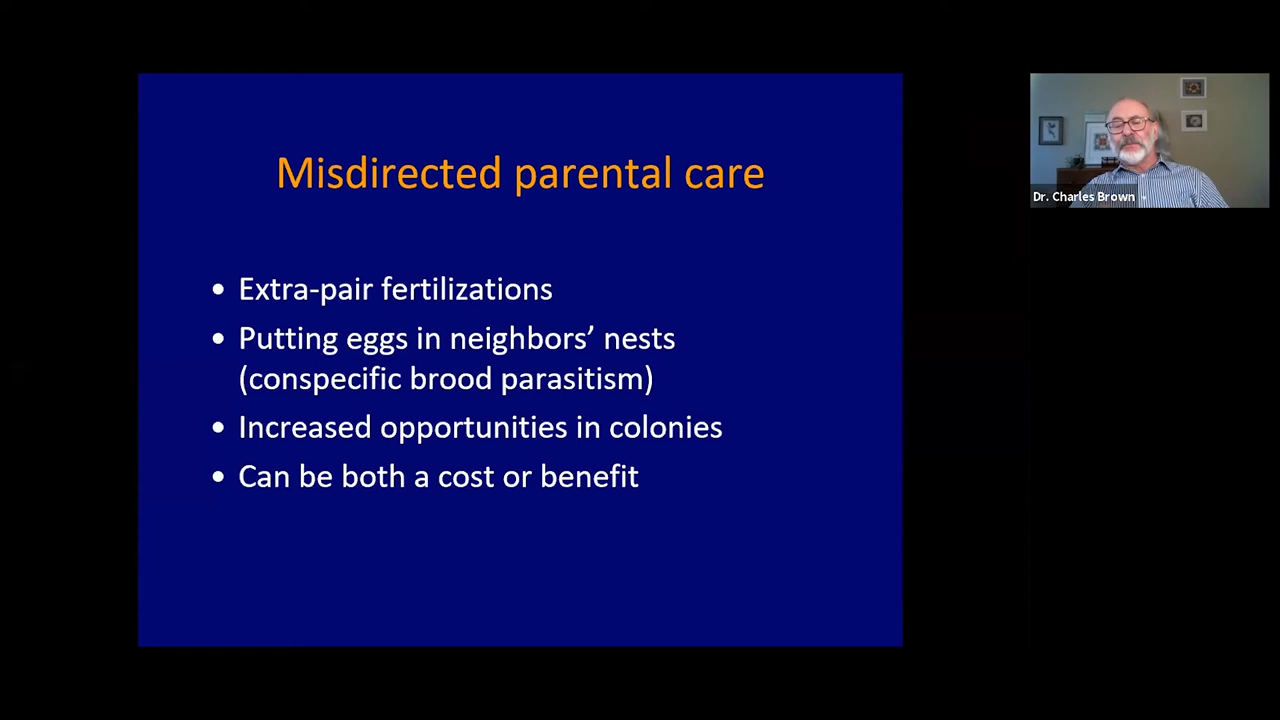 Misdirected parental care
• Extra-pair fertilizations
• Putting eggs in neighbors’ nests
(conspecific brood parasitism)
• Increased opportunities in colonies
• Can be both a cost or benefit
Dr. Charles Brown